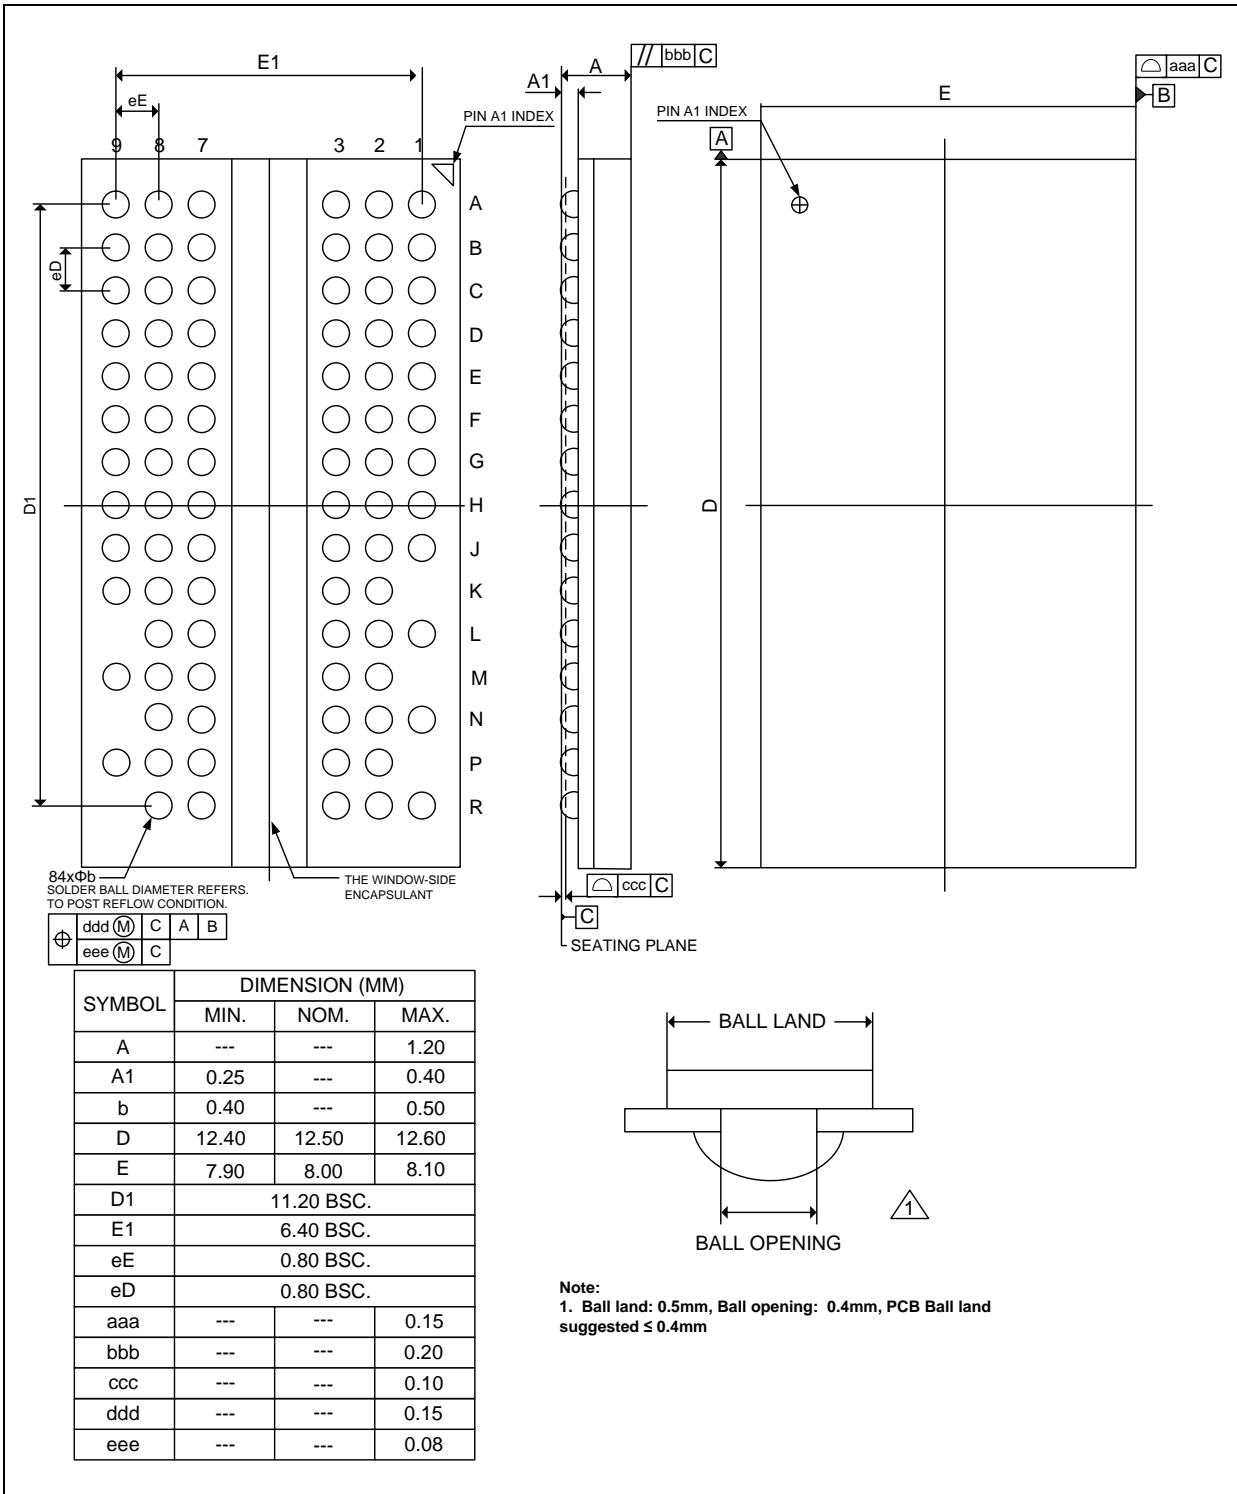 E1
eE
9 8 7 3 2 1
PIN A1 INDEX
A
B
C
D
E
F
G
H
J
K
L
M
N
P
R
eD
D1
84xΦb
SOLDER BALL DIAMETER REFERS.
TO POST REFLOW CONDITION.
ddd Ⓜ C A B
eee Ⓜ C
THE WINDOW-SIDE
ENCAPSULANT
A
A1
// bbb C
ccc C
C
SEATING PLANE
aaa C
B
E
PIN A1 INDEX
A
D
SYMBOL DIMENSION (MM)
MIN. NOM. MAX.
A --- --- 1.20
A1 0.25 --- 0.40
b 0.40 --- 0.50
D 12.40 12.50 12.60
E 7.90 8.00 8.10
D1 11.20 BSC.
E1 6.40 BSC.
eE 0.80 BSC.
eD 0.80 BSC.
aaa --- --- 0.15
bbb --- --- 0.20
ccc --- --- 0.10
ddd --- --- 0.15
eee --- --- 0.08
BALL LAND
1
BALL OPENING
Note:
1. Ball land: 0.5mm, Ball opening: 0.4mm, PCB Ball land
suggested ≤ 0.4mm